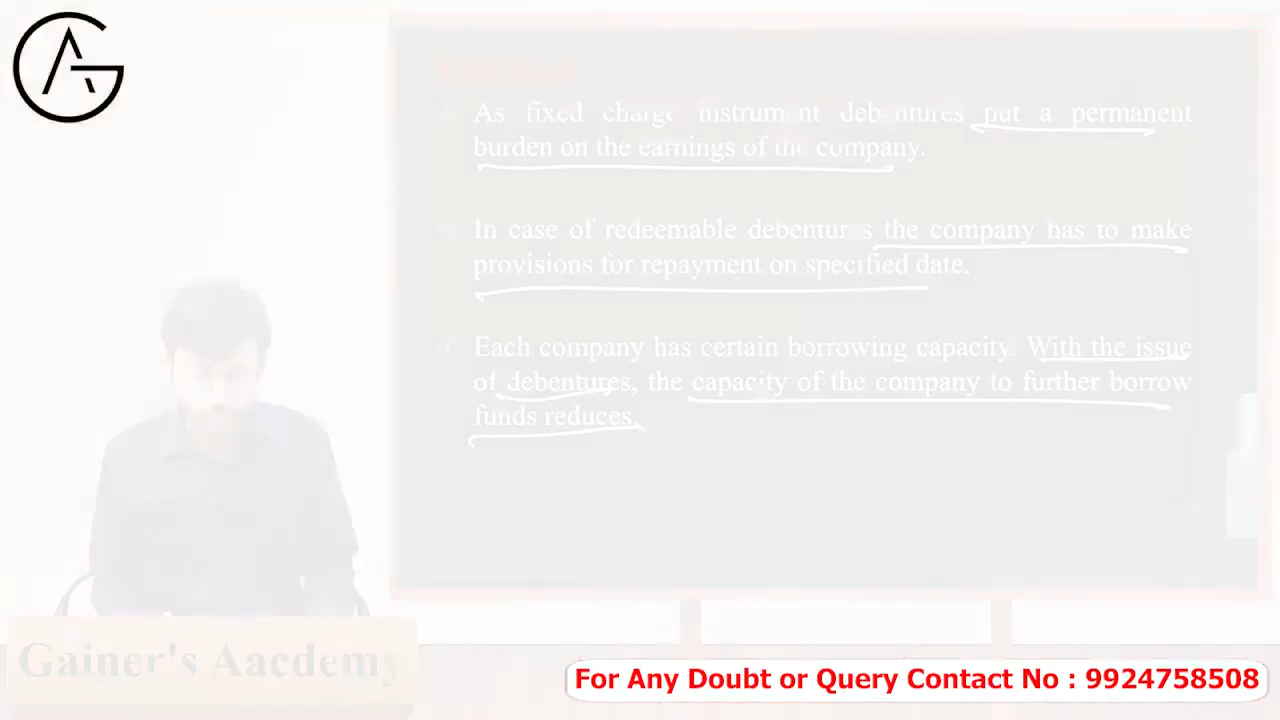 As fixed charge instrument debentures put a permanent
burden on the earnings of the company.
In case of redeemable debentures the company has to make
provisions for repayment on specified date.
Each company has certain borrowing capacity. With the issue
of debentures, the capacity of the company to further borrow
funds reduces.
Gainer's Aacdemy
For Any Doubt or Query Contact No : 9924758508